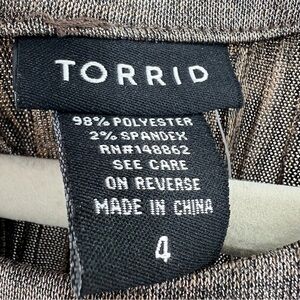 TORRID
98% POLYESTER
2% SPANDEX
RN#148862
SEE CARE
ON REVERSE
MADE IN CHINA
4